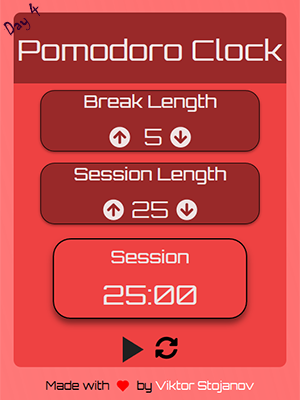 Day 4
Pomodoro Clock
Break Length
5
Session Length
25
Session
25:00
Made with ❤ by Viktor Stojanov